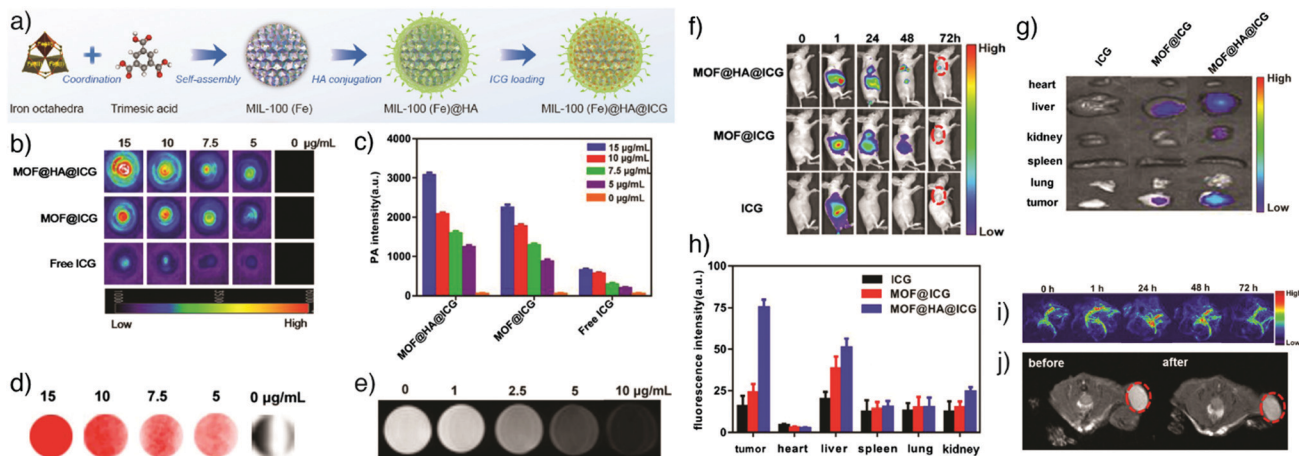 a)
Coordination
Self-assembly
HA conjugation
ICG loading
Iron octahedra
Trimesic acid
MIL-100 (Fe)
MIL-100 (Fe)@HA
MIL-100 (Fe)@HA@ICG
b)
15 10 7.5 5 0 μg/mL
MOF@HA@ICG
MOF@ICG
Free ICG
Low High
c)
PA intensity(a.u.)
4000
3000
2000
1000
0
15 μg/mL
10 μg/mL
7.5 μg/mL
5 μg/mL
0 μg/mL
MOF@HA@ICG
MOF@ICG
Free ICG
d)
15 10 7.5 5 0 μg/mL
e)
0 1 2.5 5 10 μg/mL
f)
0 1 24 48 72h
MOF@HA@ICG
MOF@ICG
ICG
High
Low
g)
ICG
MOF@ICG
MOF@HA@ICG
heart
liver
kidney
spleen
lung
tumor
High
Low
h)
fluorescence intensity(a.u.)
100
75
50
25
0
ICG
MOF@ICG
MOF@HA@ICG
tumor heart liver spleen lung kidney
i)
0 h 1 h 24 h 48 h 72 h
High
Low
j)
before after